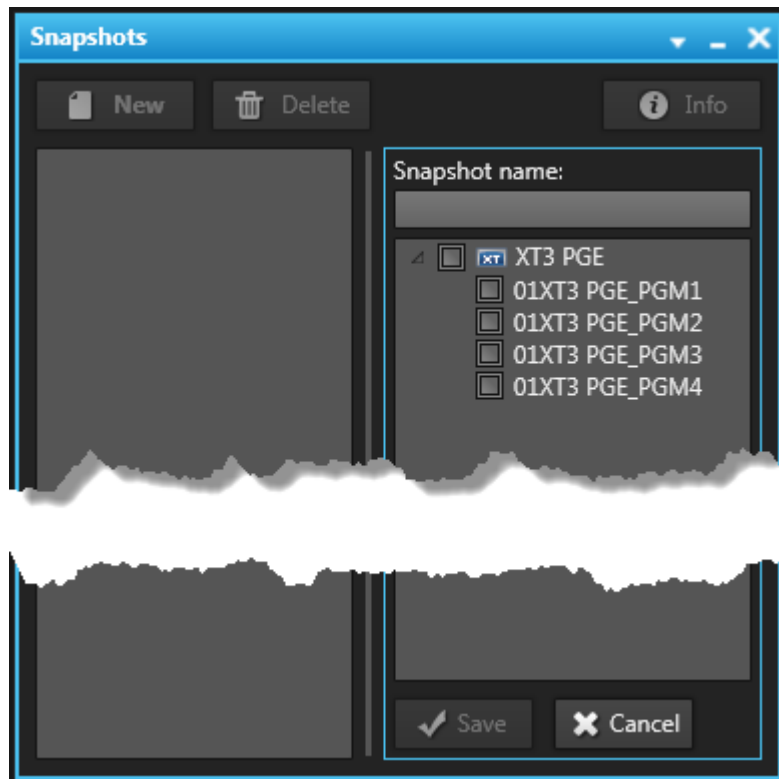 Snapshots
New Delete Info
Snapshot name:
XT XT3 PGE
01XT3 PGE_PGM1
01XT3 PGE_PGM2
01XT3 PGE_PGM3
01XT3 PGE_PGM4
Save Cancel